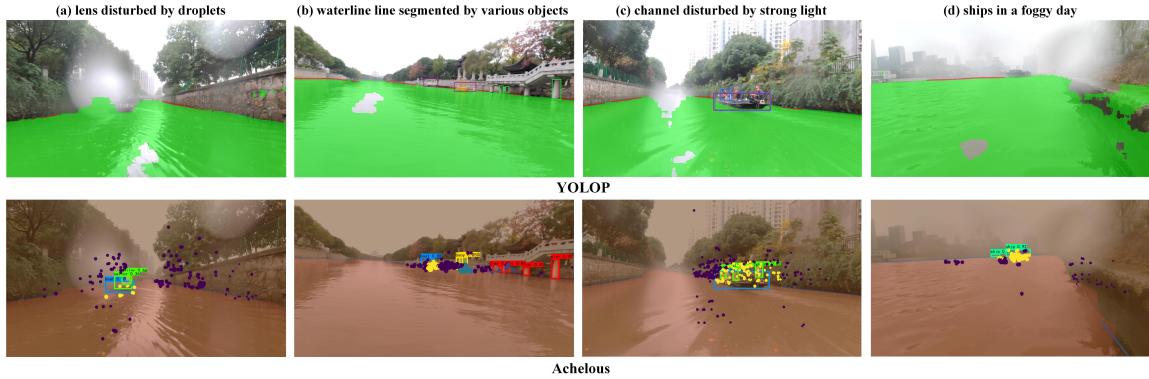 (a) lens disturbed by droplets
(b) waterline line segmented by various objects
(c) channel disturbed by strong light
(d) ships in a foggy day
YOLOP
Achelous